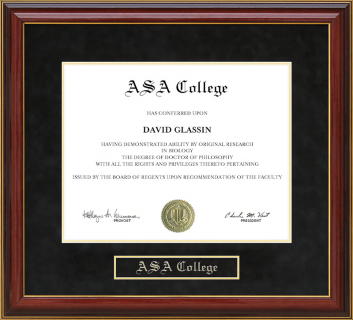 ASA College
HAS CONFERRED UPON
DAVID GLASSIN
HAVING DEMONSTRATED ABILITY BY ORIGINAL RESEARCH
IN BIOLOGY
THE DEGREE OF DOCTOR OF PHILOSOPHY
WITH ALL THE RIGHTS AND PRIVILEGES THERETO PERTAINING
ISSUED BY THE BOARD OF REGENTS UPON RECOMMENDATION OF THE FACULTY
PROVOST
PRESIDENT
ASA College